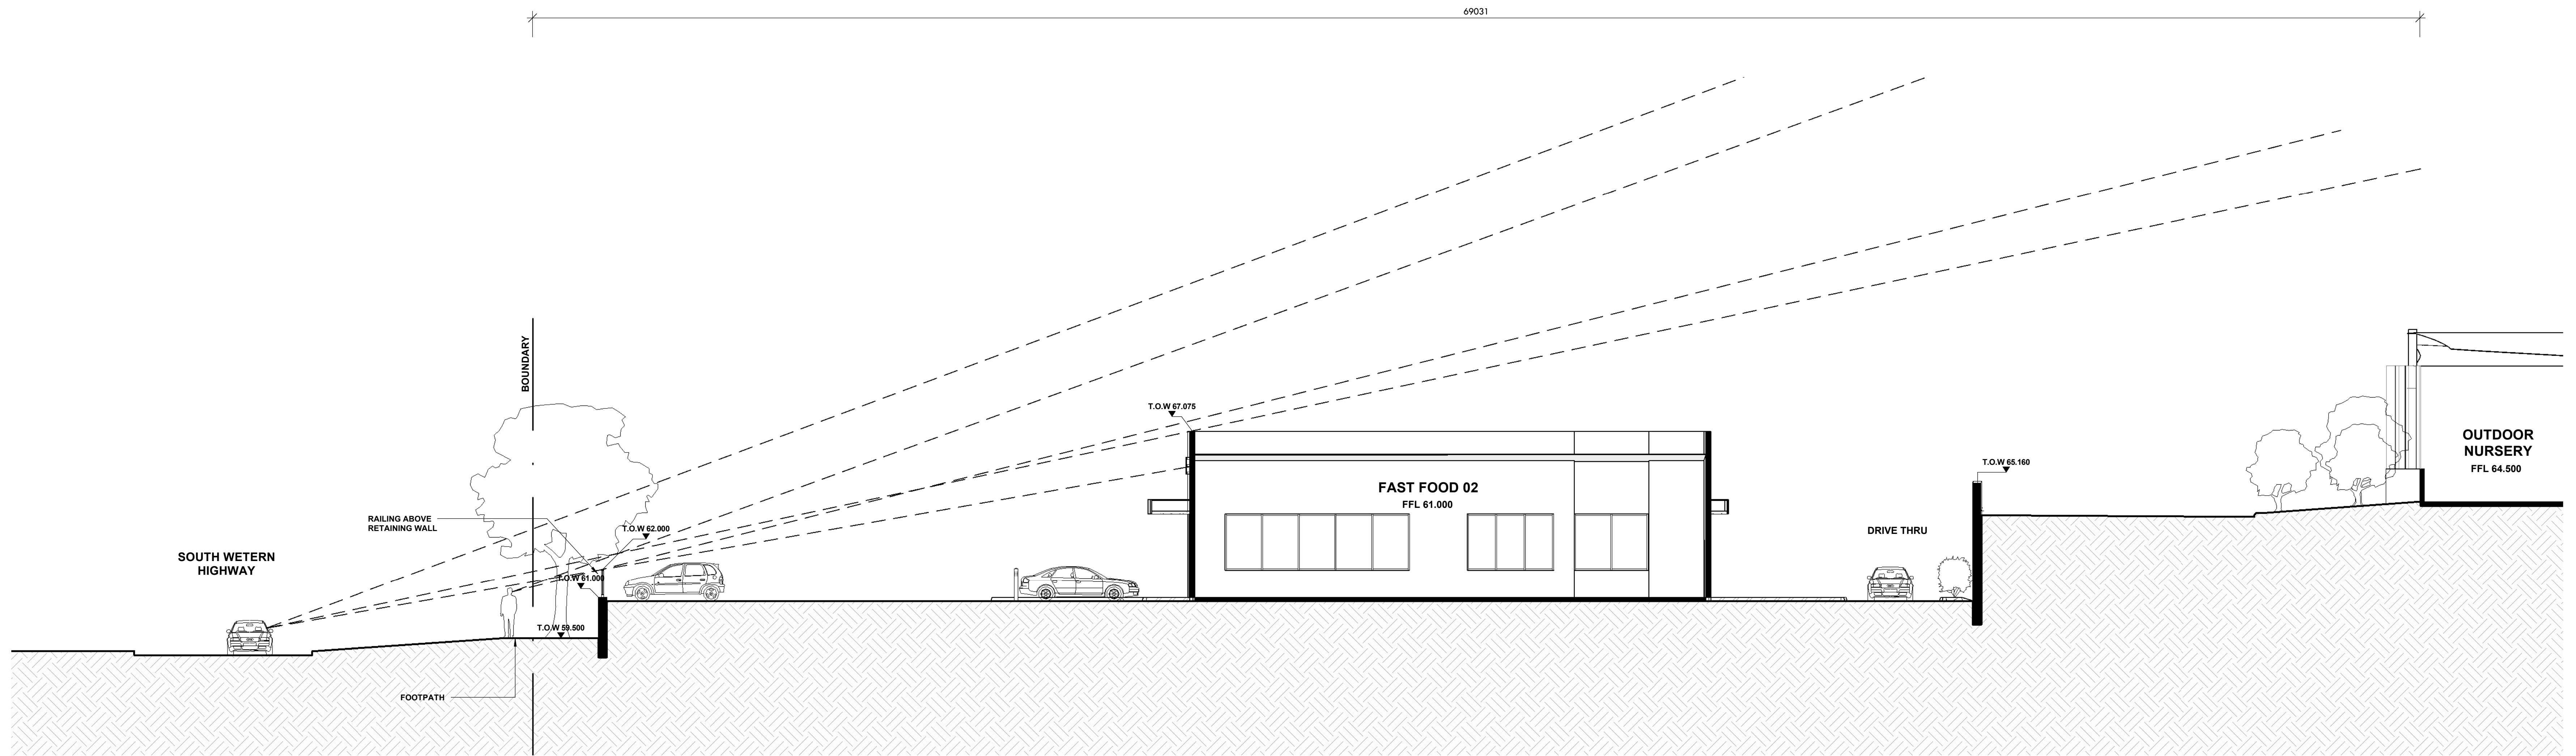 69031
BOUNDARY
T.O.W 67.075
OUTDOOR
NURSERY
FFL 64.500
T.O.W 65.160
FAST FOOD 02
FFL 61.000
RAILING ABOVE
RETAINING WALL
T.O.W 62.000
DRIVE THRU
SOUTH WETERN
HIGHWAY
T.O.W 61.000
T.O.W 59.500
FOOTPATH